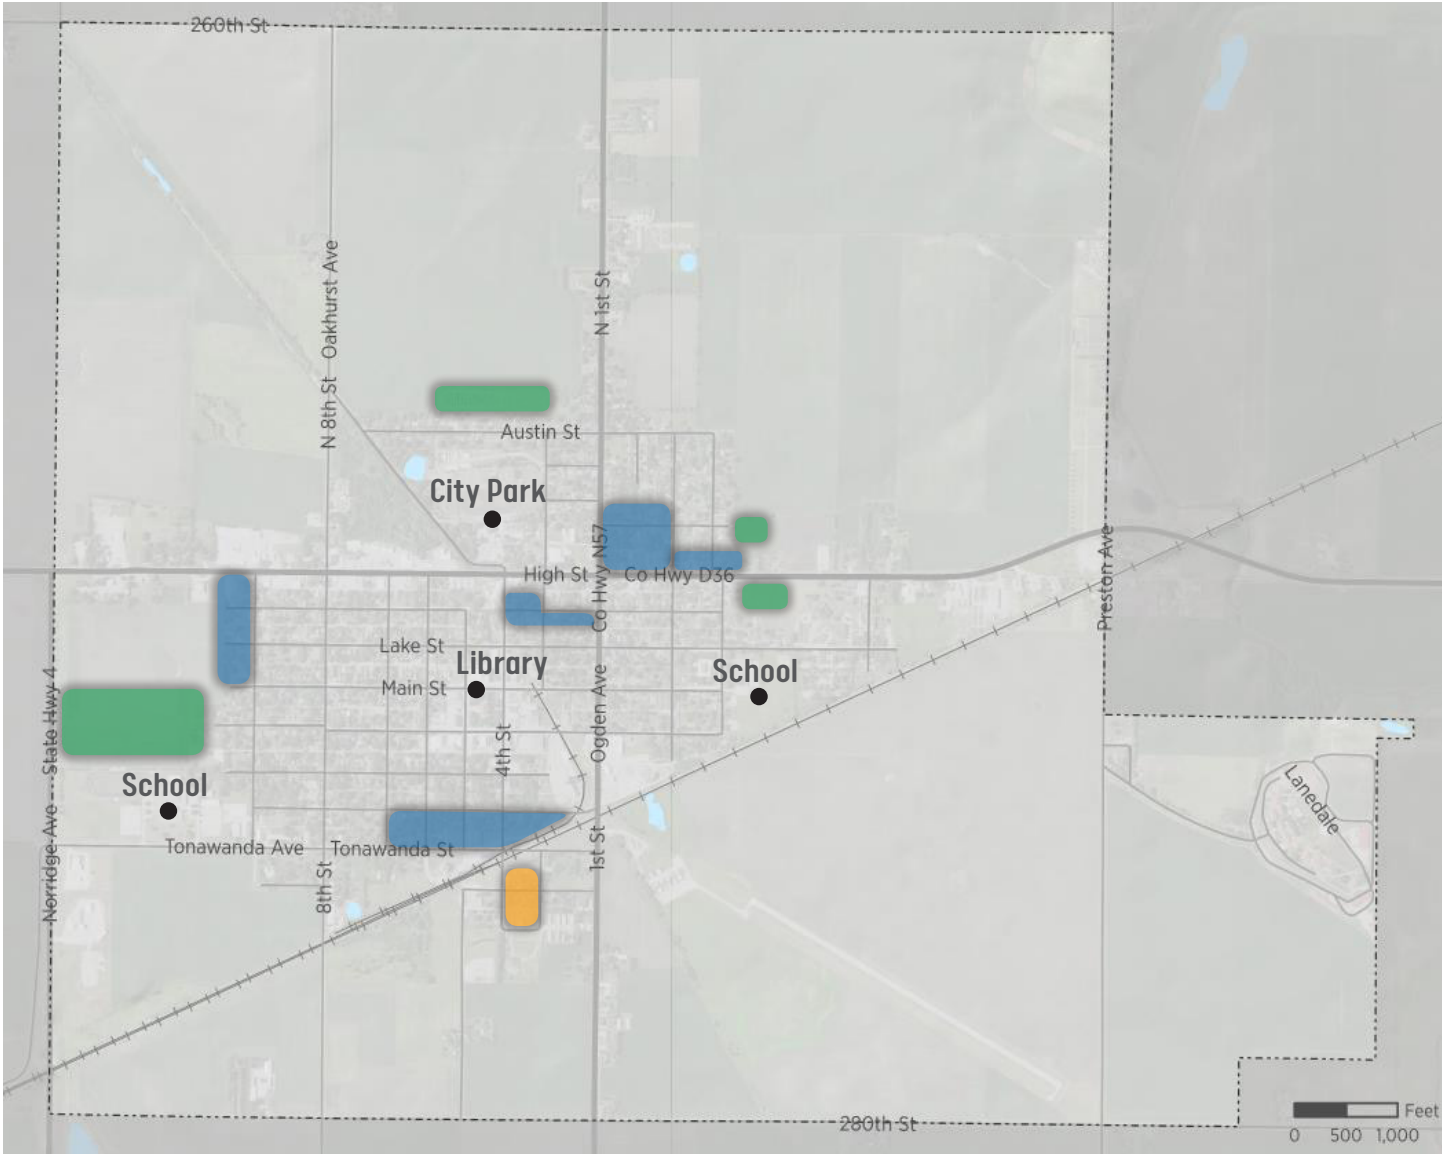 260th St
N 8th St
Oakhurst Ave
N 1st St
Austin St
City Park
Co Hwy N57
High St
Co Hwy D36
Preston Ave
Lake St
Library
School
Main St
State Hwy 4
Norridge Ave
4th St
Ogden Ave
School
Lanedale
Tonawanda Ave
Tonawanda St
1st St
8th St
280th St
Feet
0 500 1,000